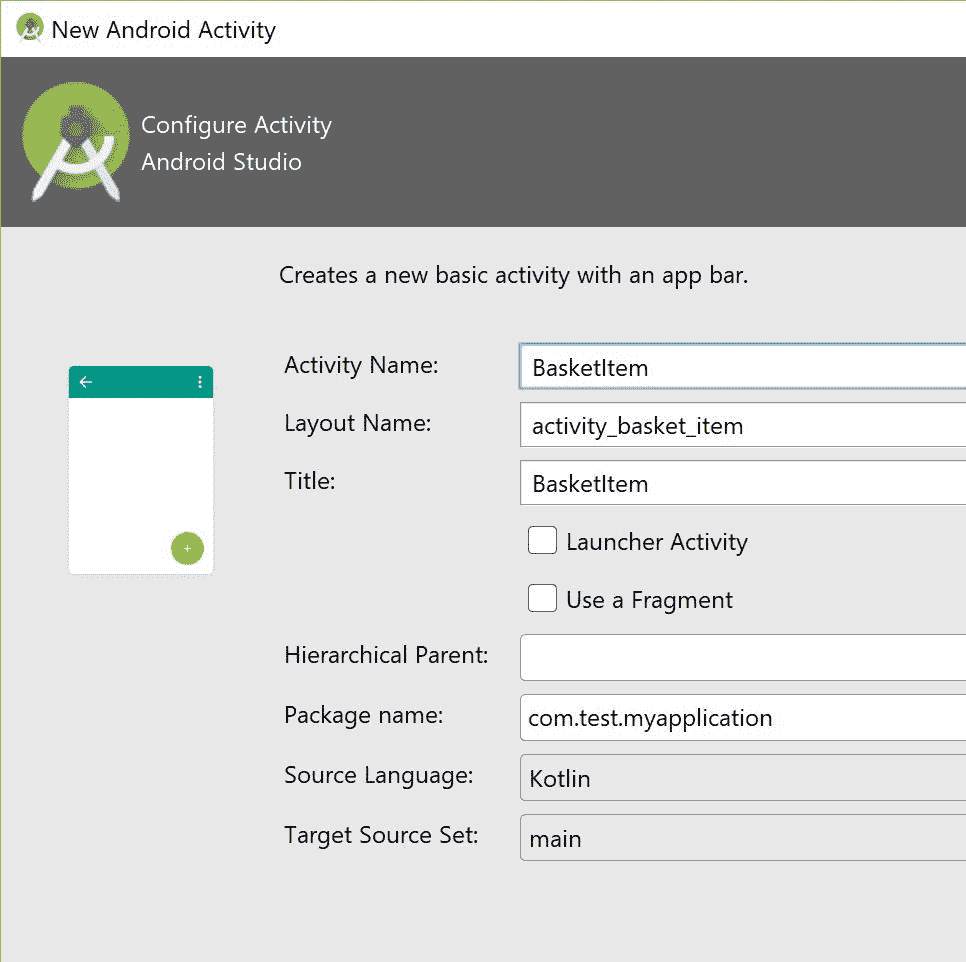 New Android Activity
Configure Activity
Android Studio
Creates a new basic activity with an app bar.
Activity Name: BasketItem
Layout Name: activity_basket_item
Title: BasketItem
Launcher Activity
Use a Fragment
Hierarchical Parent:
Package name: com.test.myapplication
Source Language: Kotlin
Target Source Set: main